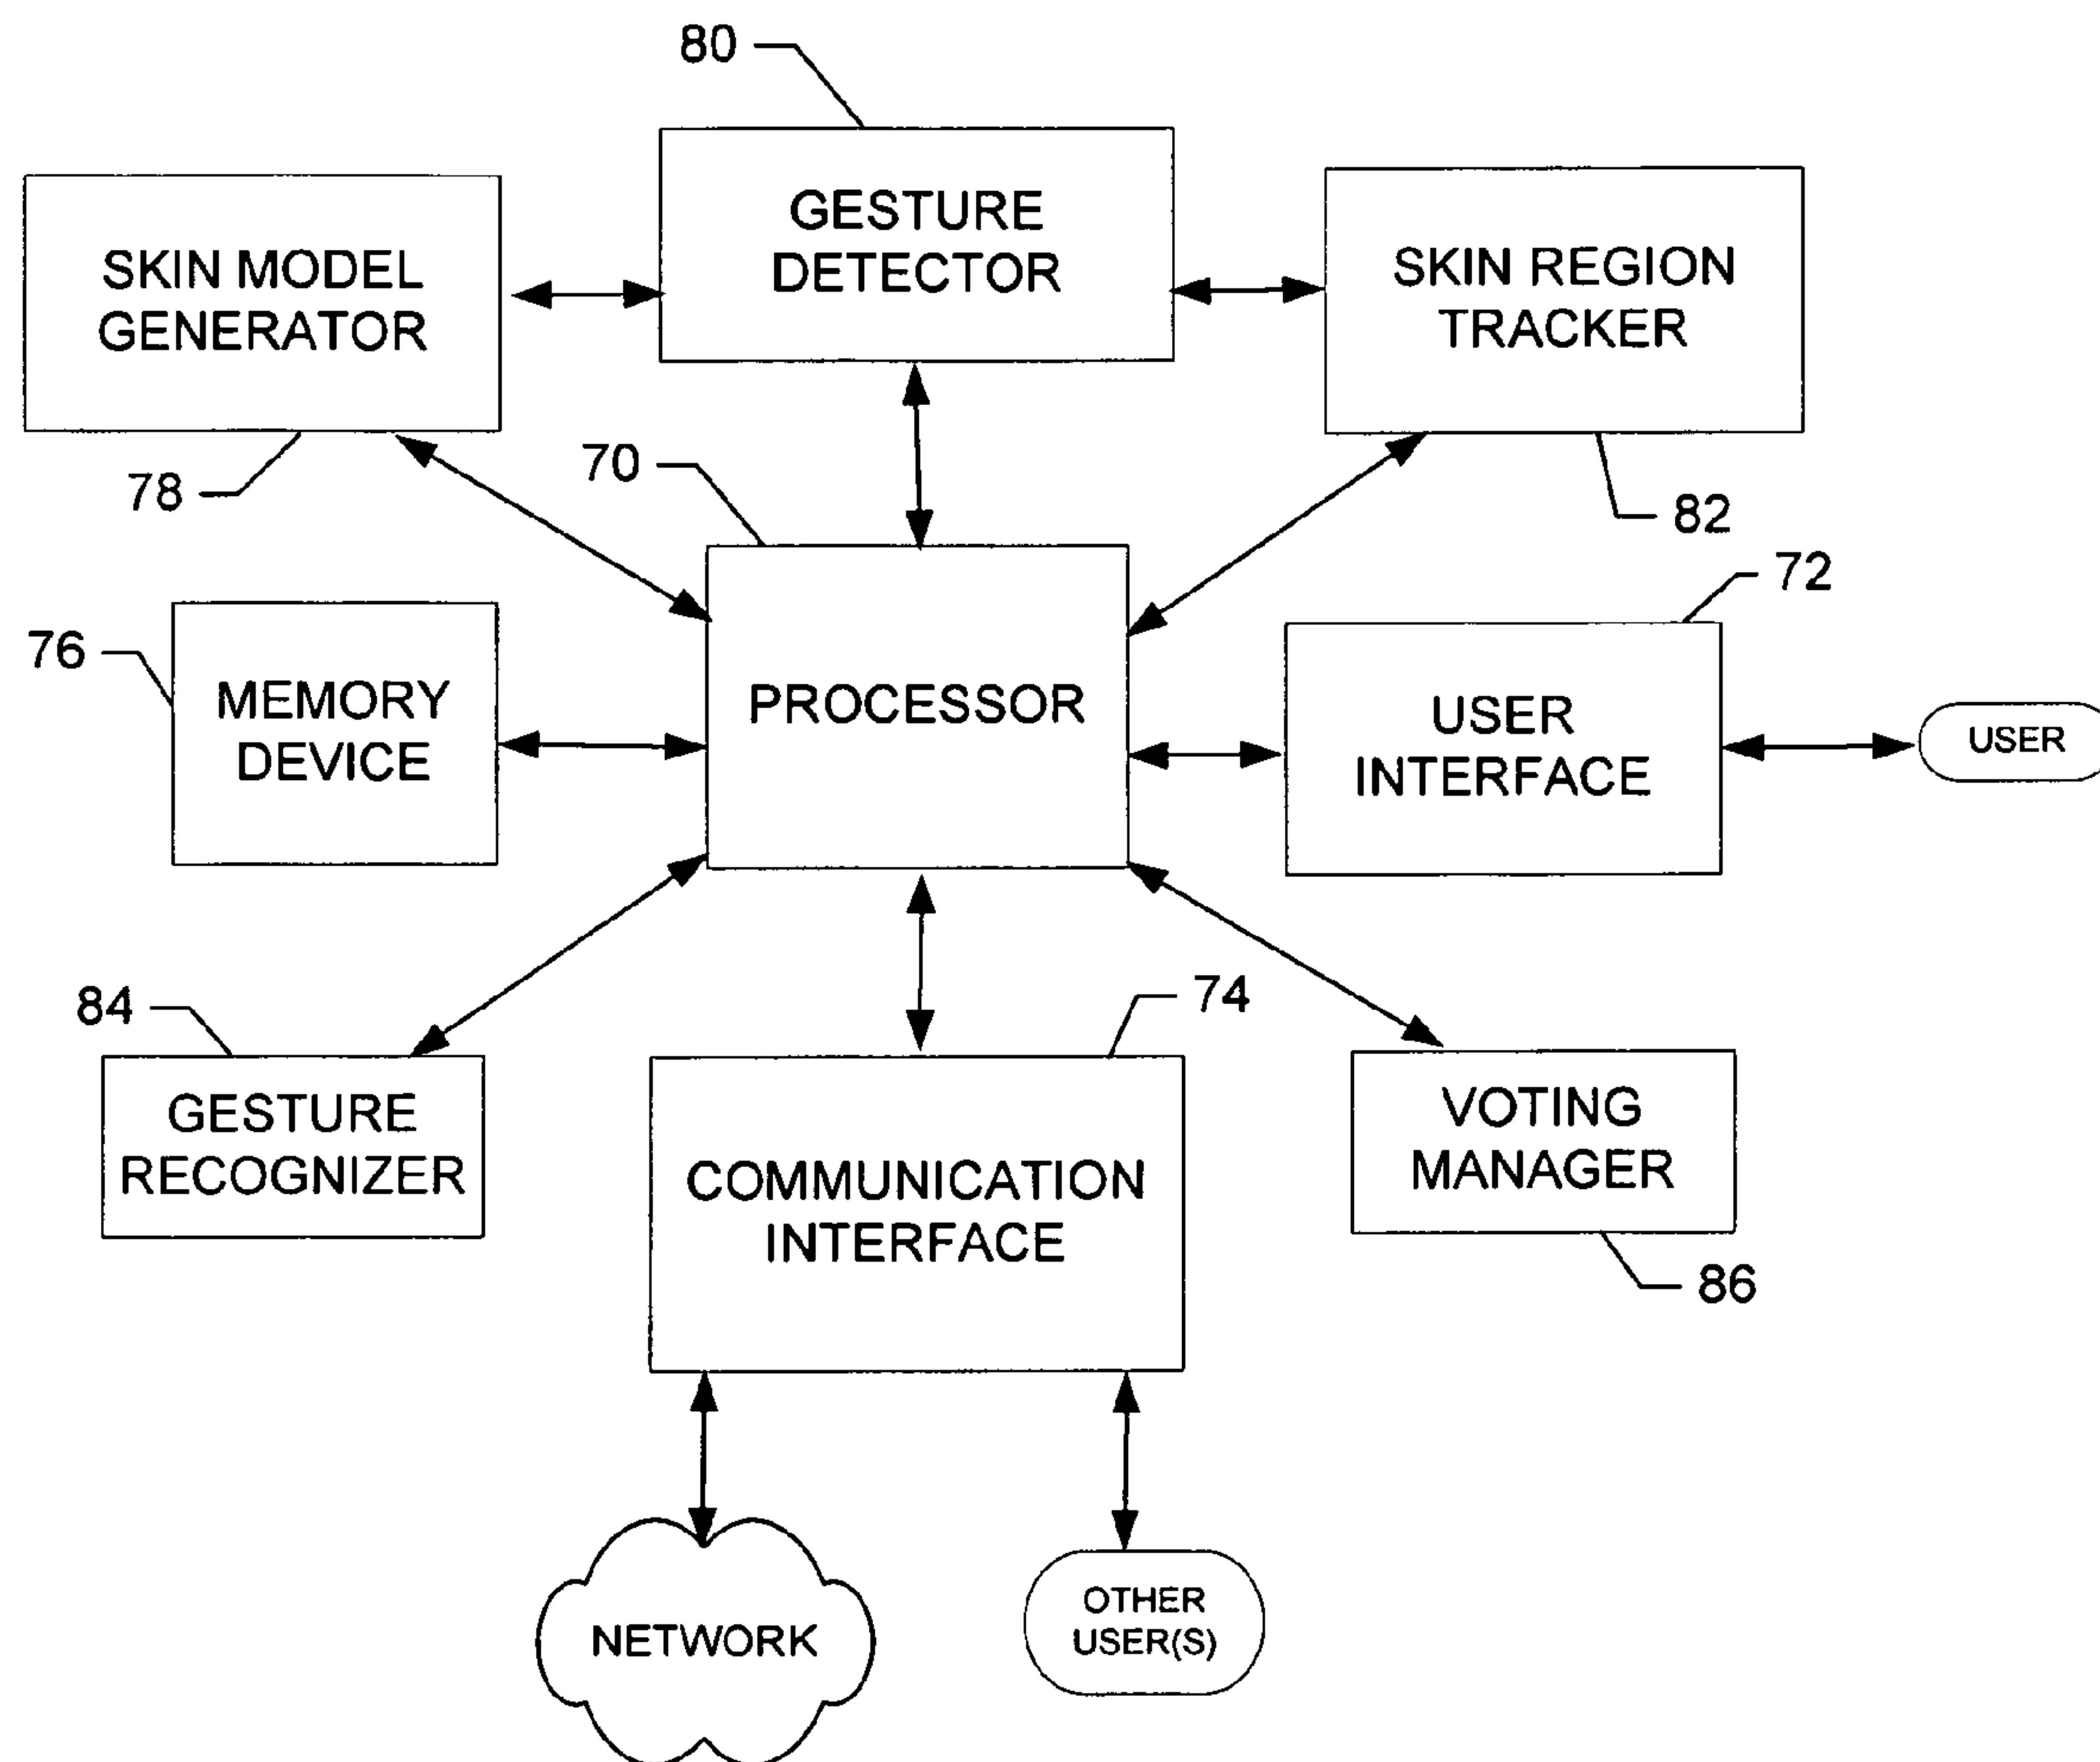 80
GESTURE
DETECTOR
SKIN MODEL
GENERATOR
78
SKIN REGION
TRACKER
82
70
PROCESSOR
72
USER
INTERFACE
USER
76
MEMORY
DEVICE
84
GESTURE
RECOGNIZER
74
COMMUNICATION
INTERFACE
VOTING
MANAGER
86
NETWORK
OTHER
USER(S)